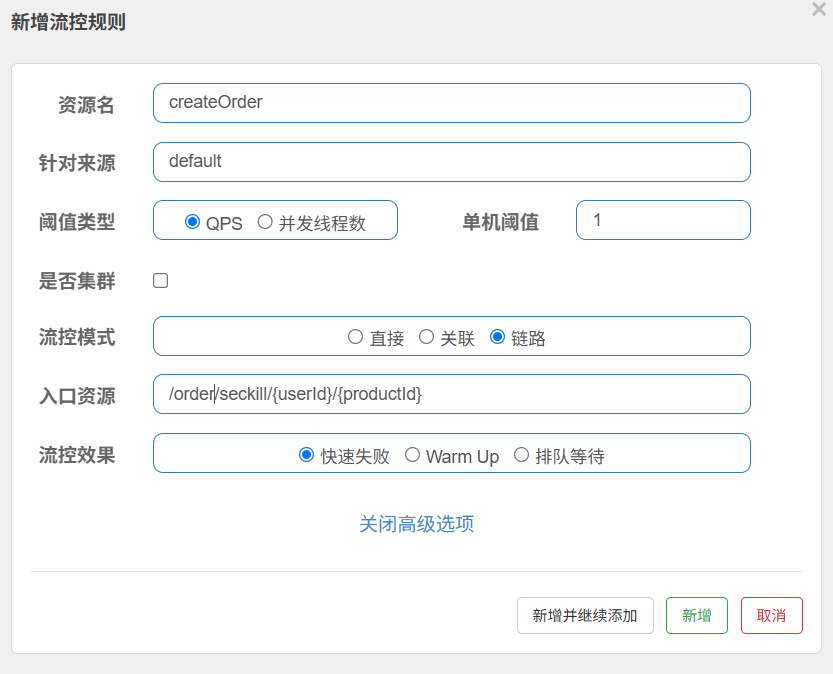 新增流控规则
资源名 createOrder
针对来源 default
阈值类型 QPS 并发线程数 单机阈值 1
是否集群
流控模式 直接 关联 链路
入口资源 /order/seckill/{userId}/{productId}
流控效果 快速失败 Warm Up 排队等待
关闭高级选项
新增并继续添加 新增 取消